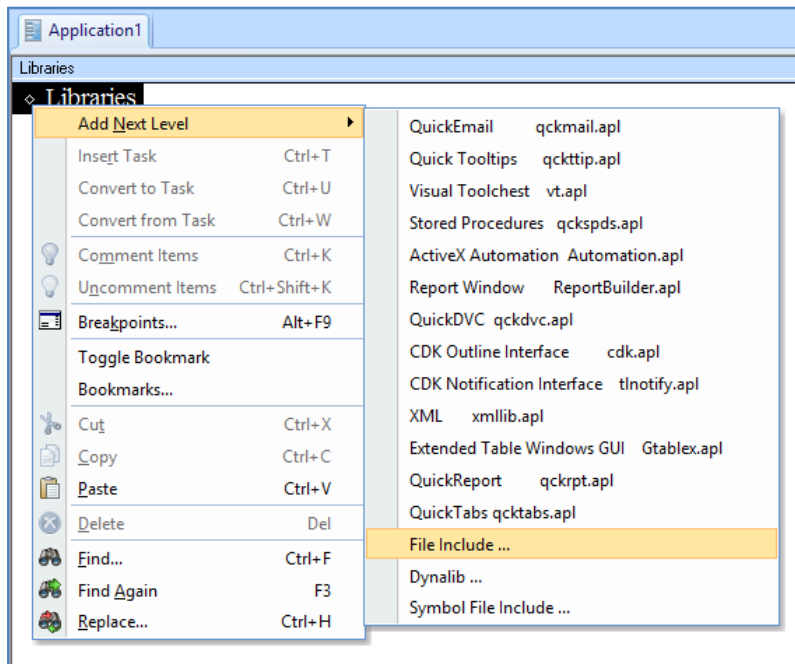 Application1
Libraries
Libraries
Add Next Level
Insert Task Ctrl+T
Convert to Task Ctrl+U
Convert from Task Ctrl+W
Comment Items Ctrl+K
Uncomment Items Ctrl+Shift+K
Breakpoints... Alt+F9
Toggle Bookmark
Bookmarks...
Cut Ctrl+X
Copy Ctrl+C
Paste Ctrl+V
Delete Del
Find... Ctrl+F
Find Again F3
Replace... Ctrl+H
QuickEmail qckmail.apl
Quick Tooltips qckttip.apl
Visual Toolchest vt.apl
Stored Procedures qckspds.apl
ActiveX Automation Automation.apl
Report Window ReportBuilder.apl
QuickDVC qckdvc.apl
CDK Outline Interface cdk.apl
CDK Notification Interface tlnotify.apl
XML xmllib.apl
Extended Table Windows GUI Gtablex.apl
QuickReport qckrpt.apl
QuickTabs qcktabs.apl
File Include ...
Dynalib ...
Symbol File Include ...